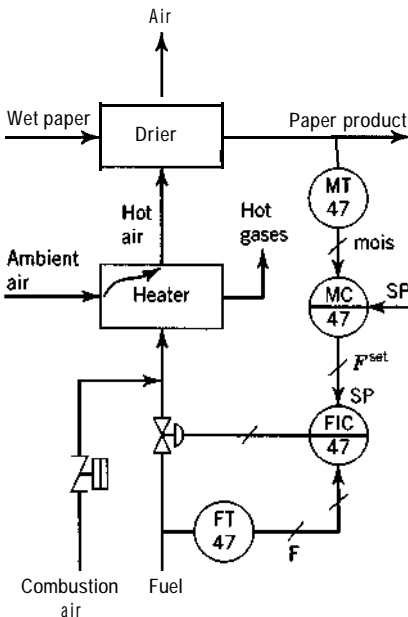 Air
Wet paper
Drier
Paper product
MT
47
Hot
air
Hot
gases
mois
Ambient
air
Heater
MC
47
SP
F^set
SP
FIC
47
FT
47
F
Combustion
air
Fuel